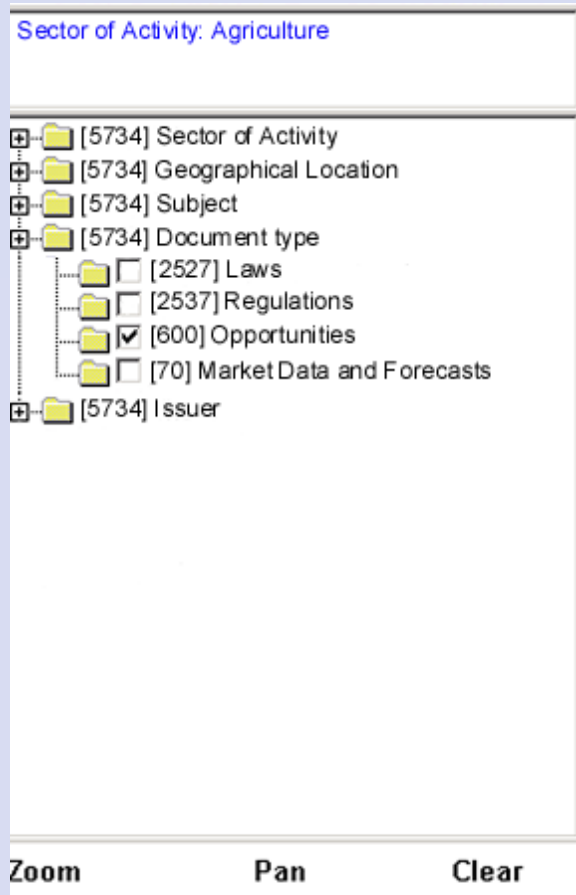 Sector of Activity: Agriculture
[5734] Sector of Activity
[5734] Geographical Location
[5734] Subject
[5734] Document type
[2527] Laws
[2537] Regulations
[600] Opportunities
[70] Market Data and Forecasts
[5734] Issuer
Zoom Pan Clear